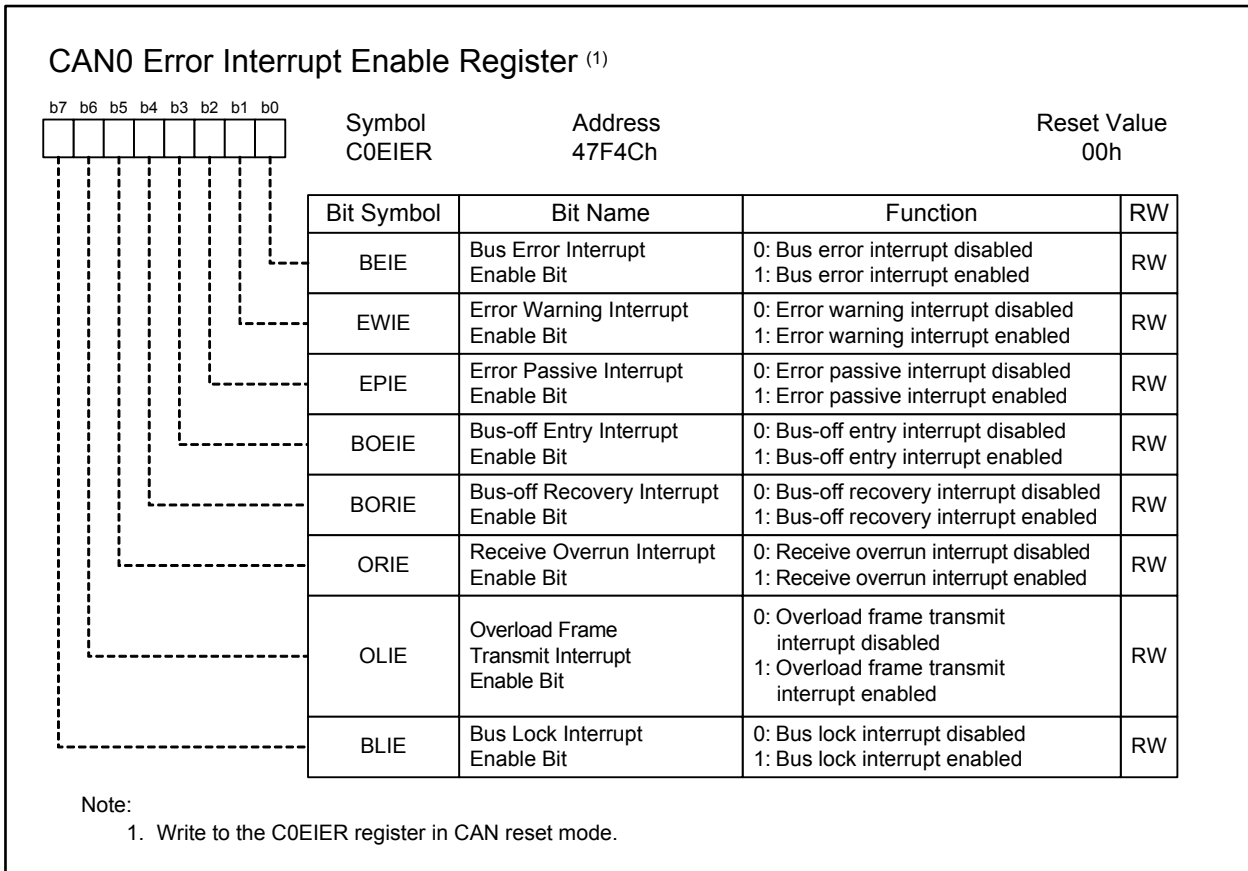 CAN0 Error Interrupt Enable Register (1)
b7 b6 b5 b4 b3 b2 b1 b0
Symbol Address Reset Value
C0EIER 47F4Ch 00h
Bit Symbol Bit Name Function RW
BEIE Bus Error Interrupt Enable Bit 0: Bus error interrupt disabled 1: Bus error interrupt enabled RW
EWIE Error Warning Interrupt Enable Bit 0: Error warning interrupt disabled 1: Error warning interrupt enabled RW
EPIE Error Passive Interrupt Enable Bit 0: Error passive interrupt disabled 1: Error passive interrupt enabled RW
BOEIE Bus-off Entry Interrupt Enable Bit 0: Bus-off entry interrupt disabled 1: Bus-off entry interrupt enabled RW
BORIE Bus-off Recovery Interrupt Enable Bit 0: Bus-off recovery interrupt disabled 1: Bus-off recovery interrupt enabled RW
ORIE Receive Overrun Interrupt Enable Bit 0: Receive overrun interrupt disabled 1: Receive overrun interrupt enabled RW
OLIE Overload Frame Transmit Interrupt Enable Bit 0: Overload frame transmit interrupt disabled 1: Overload frame transmit interrupt enabled RW
BLIE Bus Lock Interrupt Enable Bit 0: Bus lock interrupt disabled 1: Bus lock interrupt enabled RW
Note:
1. Write to the C0EIER register in CAN reset mode.